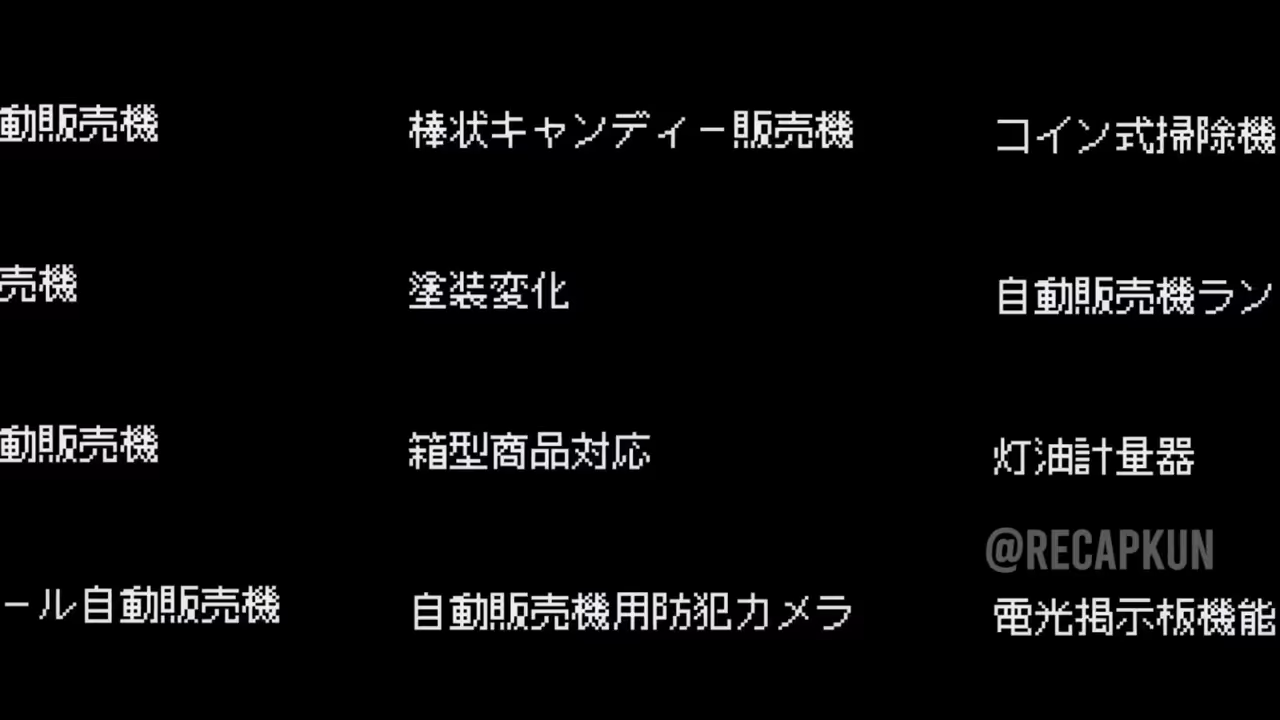 動販売機 棒状キャンディー販売機 コイン式掃除機
売機 塗装変化 自動販売機ラン
動販売機 箱型商品対応 灯油計量器
@RECAPKUN
ール自動販売機 自動販売機用防犯カメラ 電光掲示板機能